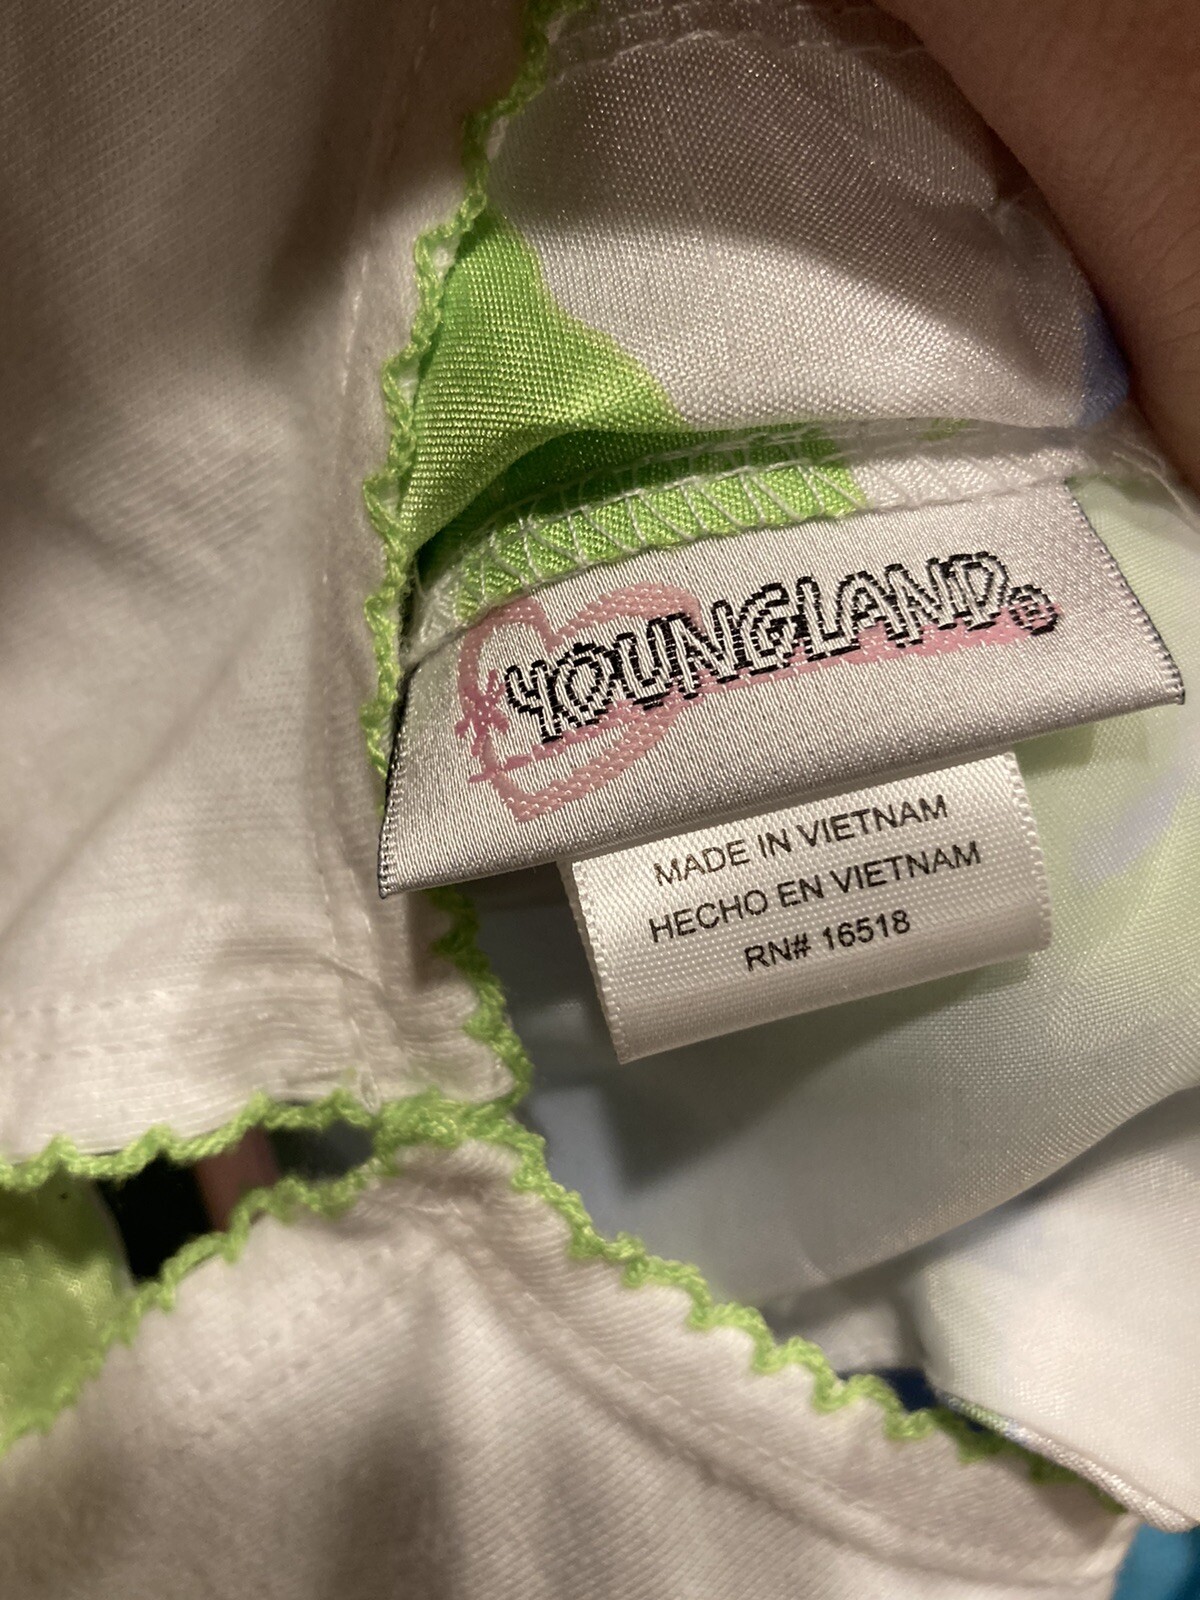 YOUNGLAND®
MADE IN VIETNAM
HECHO EN VIETNAM
RN# 16518